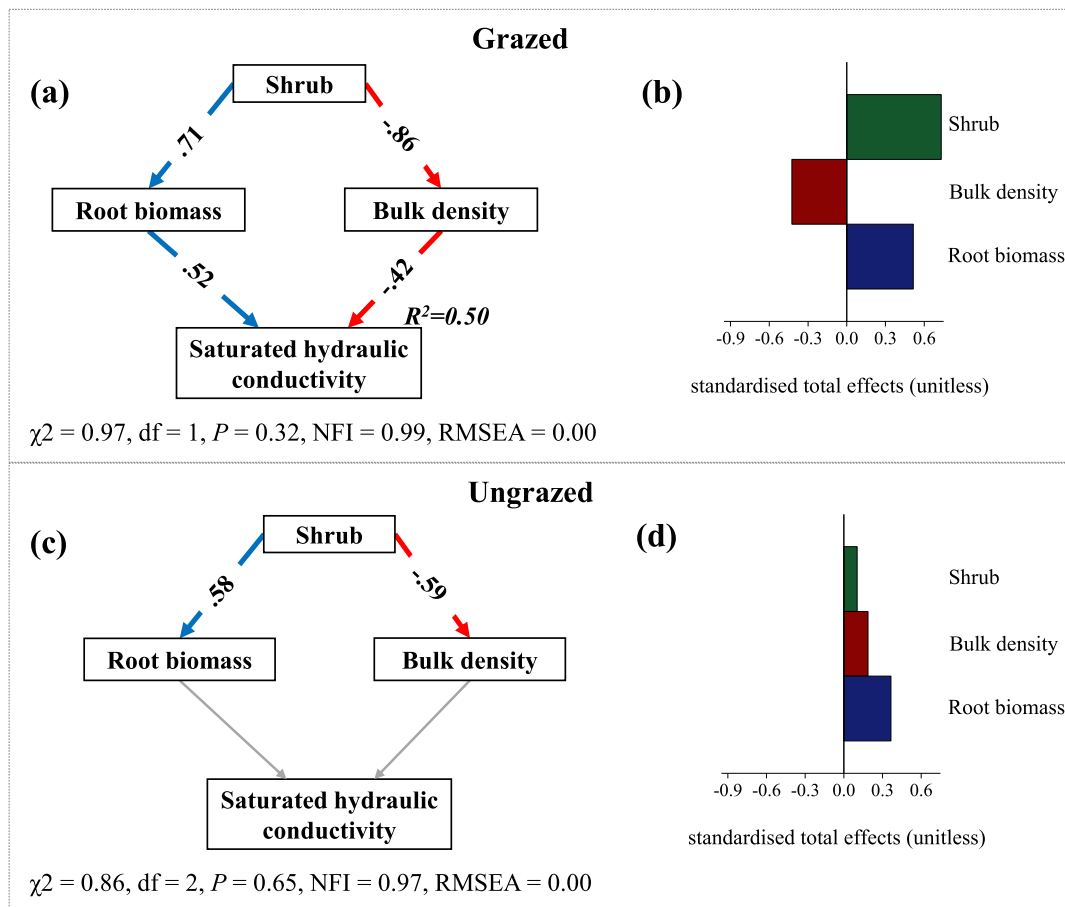 Grazed
(a)
Shrub
.71
-.86
Root biomass
Bulk density
.52
-.42
R²=0.50
Saturated hydraulic
conductivity
χ2 = 0.97, df = 1, P = 0.32, NFI = 0.99, RMSEA = 0.00
(b)
Shrub
Bulk density
Root biomass
-0.9 -0.6 -0.3 0.0 0.3 0.6
standardised total effects (unitless)
Ungrazed
(c)
Shrub
.58
-.59
Root biomass
Bulk density
Saturated hydraulic
conductivity
χ2 = 0.86, df = 2, P = 0.65, NFI = 0.97, RMSEA = 0.00
(d)
Shrub
Bulk density
Root biomass
-0.9 -0.6 -0.3 0.0 0.3 0.6
standardised total effects (unitless)